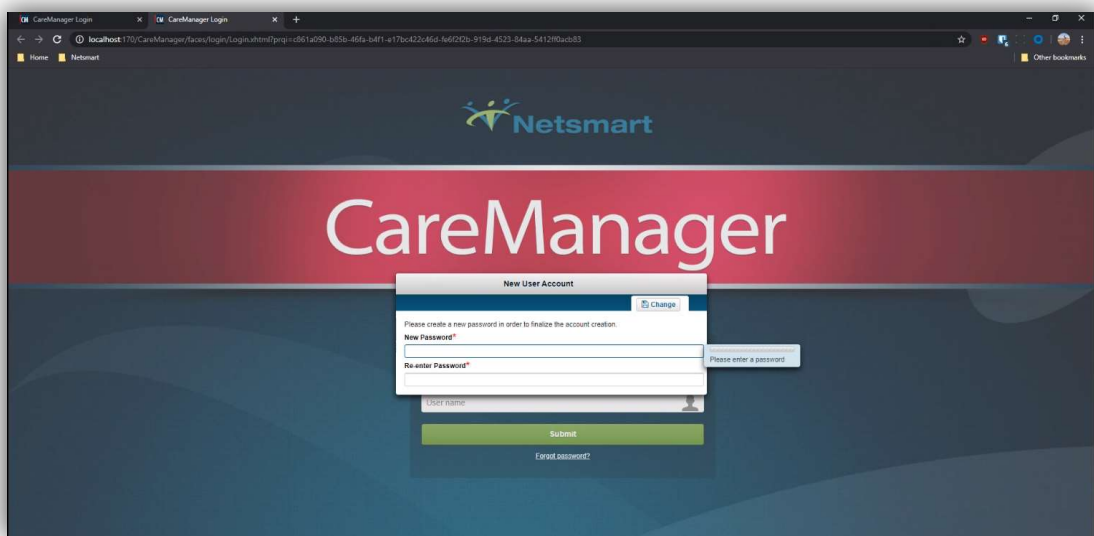 CM CareManager Login
CM CareManager Login
localhost:170/CareManager/faces/login/Login.xhtml?prqi=c861a090-b85b-46fa-b4f1-e17bc422c46d-fe6f2f2b-919d-4523-84aa-5412ff0acb83
Home Netsmart Other bookmarks
Netsmart
CareManager
New User Account
Change
Please create a new password in order to finalize the account creation.
New Password*
Please enter a password
Re-enter Password*
User name
Submit
Forgot password?